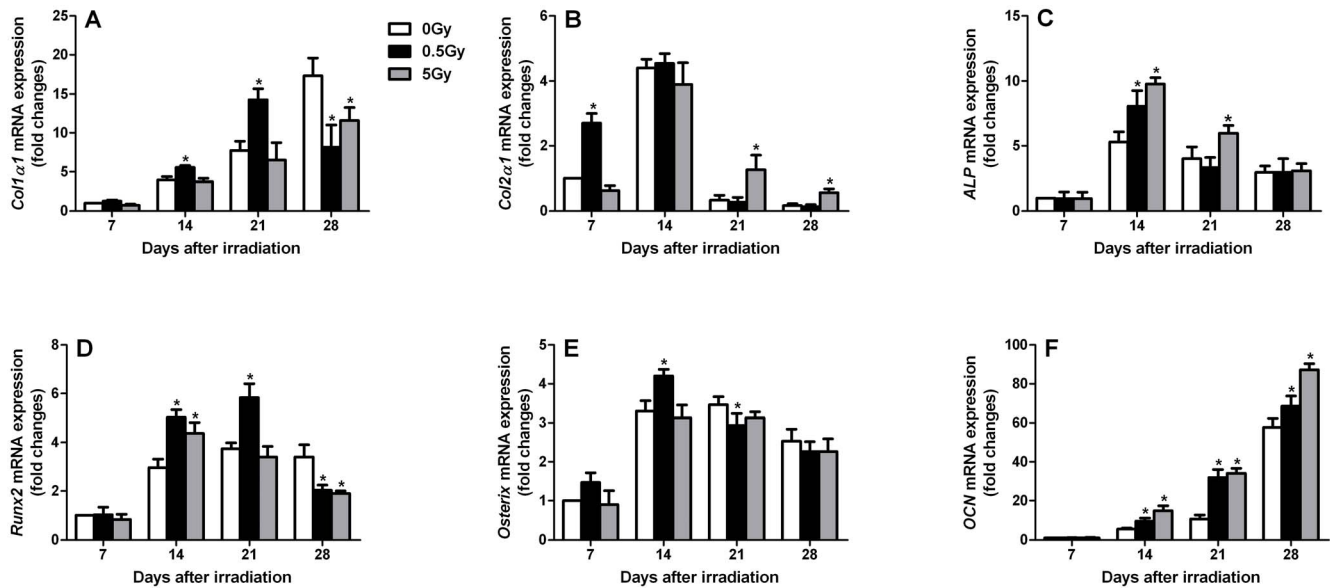 A
Col1α1 mRNA expression
(fold changes)
25
20
15
10
5
0
*
*
*
*
7 14 21 28
Days after irradiation
0Gy
0.5Gy
5Gy
B
Col2α1 mRNA expression
(fold changes)
6
4
2
0
*
*
*
7 14 21 28
Days after irradiation
C
ALP mRNA expression
(fold changes)
15
10
5
0
*
*
*
7 14 21 28
Days after irradiation
D
Runx2 mRNA expression
(fold changes)
8
6
4
2
0
*
*
*
*
*
7 14 21 28
Days after irradiation
E
Osterix mRNA expression
(fold changes)
5
4
3
2
1
0
*
*
7 14 21 28
Days after irradiation
F
OCN mRNA expression
(fold changes)
100
80
60
40
20
0
*
*
*
*
*
*
7 14 21 28
Days after irradiation